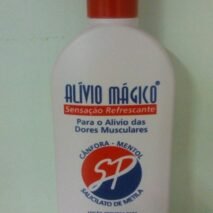 ALÍVIO MÁGICO®
Sensação Refrescante
Para o Alívio das
Dores Musculares
CÂNFORA - MENTOL
SP
SALICILATO DE METILA